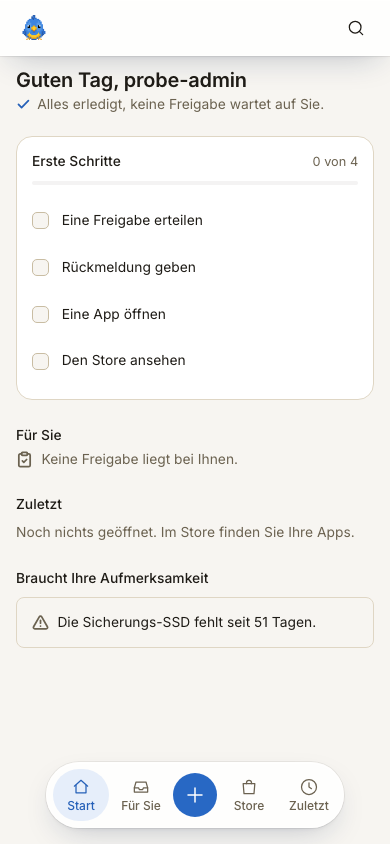 Guten Tag, probe-admin
Alles erledigt, keine Freigabe wartet auf Sie.
Erste Schritte
0 von 4
Eine Freigabe erteilen
Rückmeldung geben
Eine App öffnen
Den Store ansehen
Für Sie
Keine Freigabe liegt bei Ihnen.
Zuletzt
Noch nichts geöffnet. Im Store finden Sie Ihre Apps.
Braucht Ihre Aufmerksamkeit
Die Sicherungs-SSD fehlt seit 51 Tagen.
Start
Für Sie
Store
Zuletzt